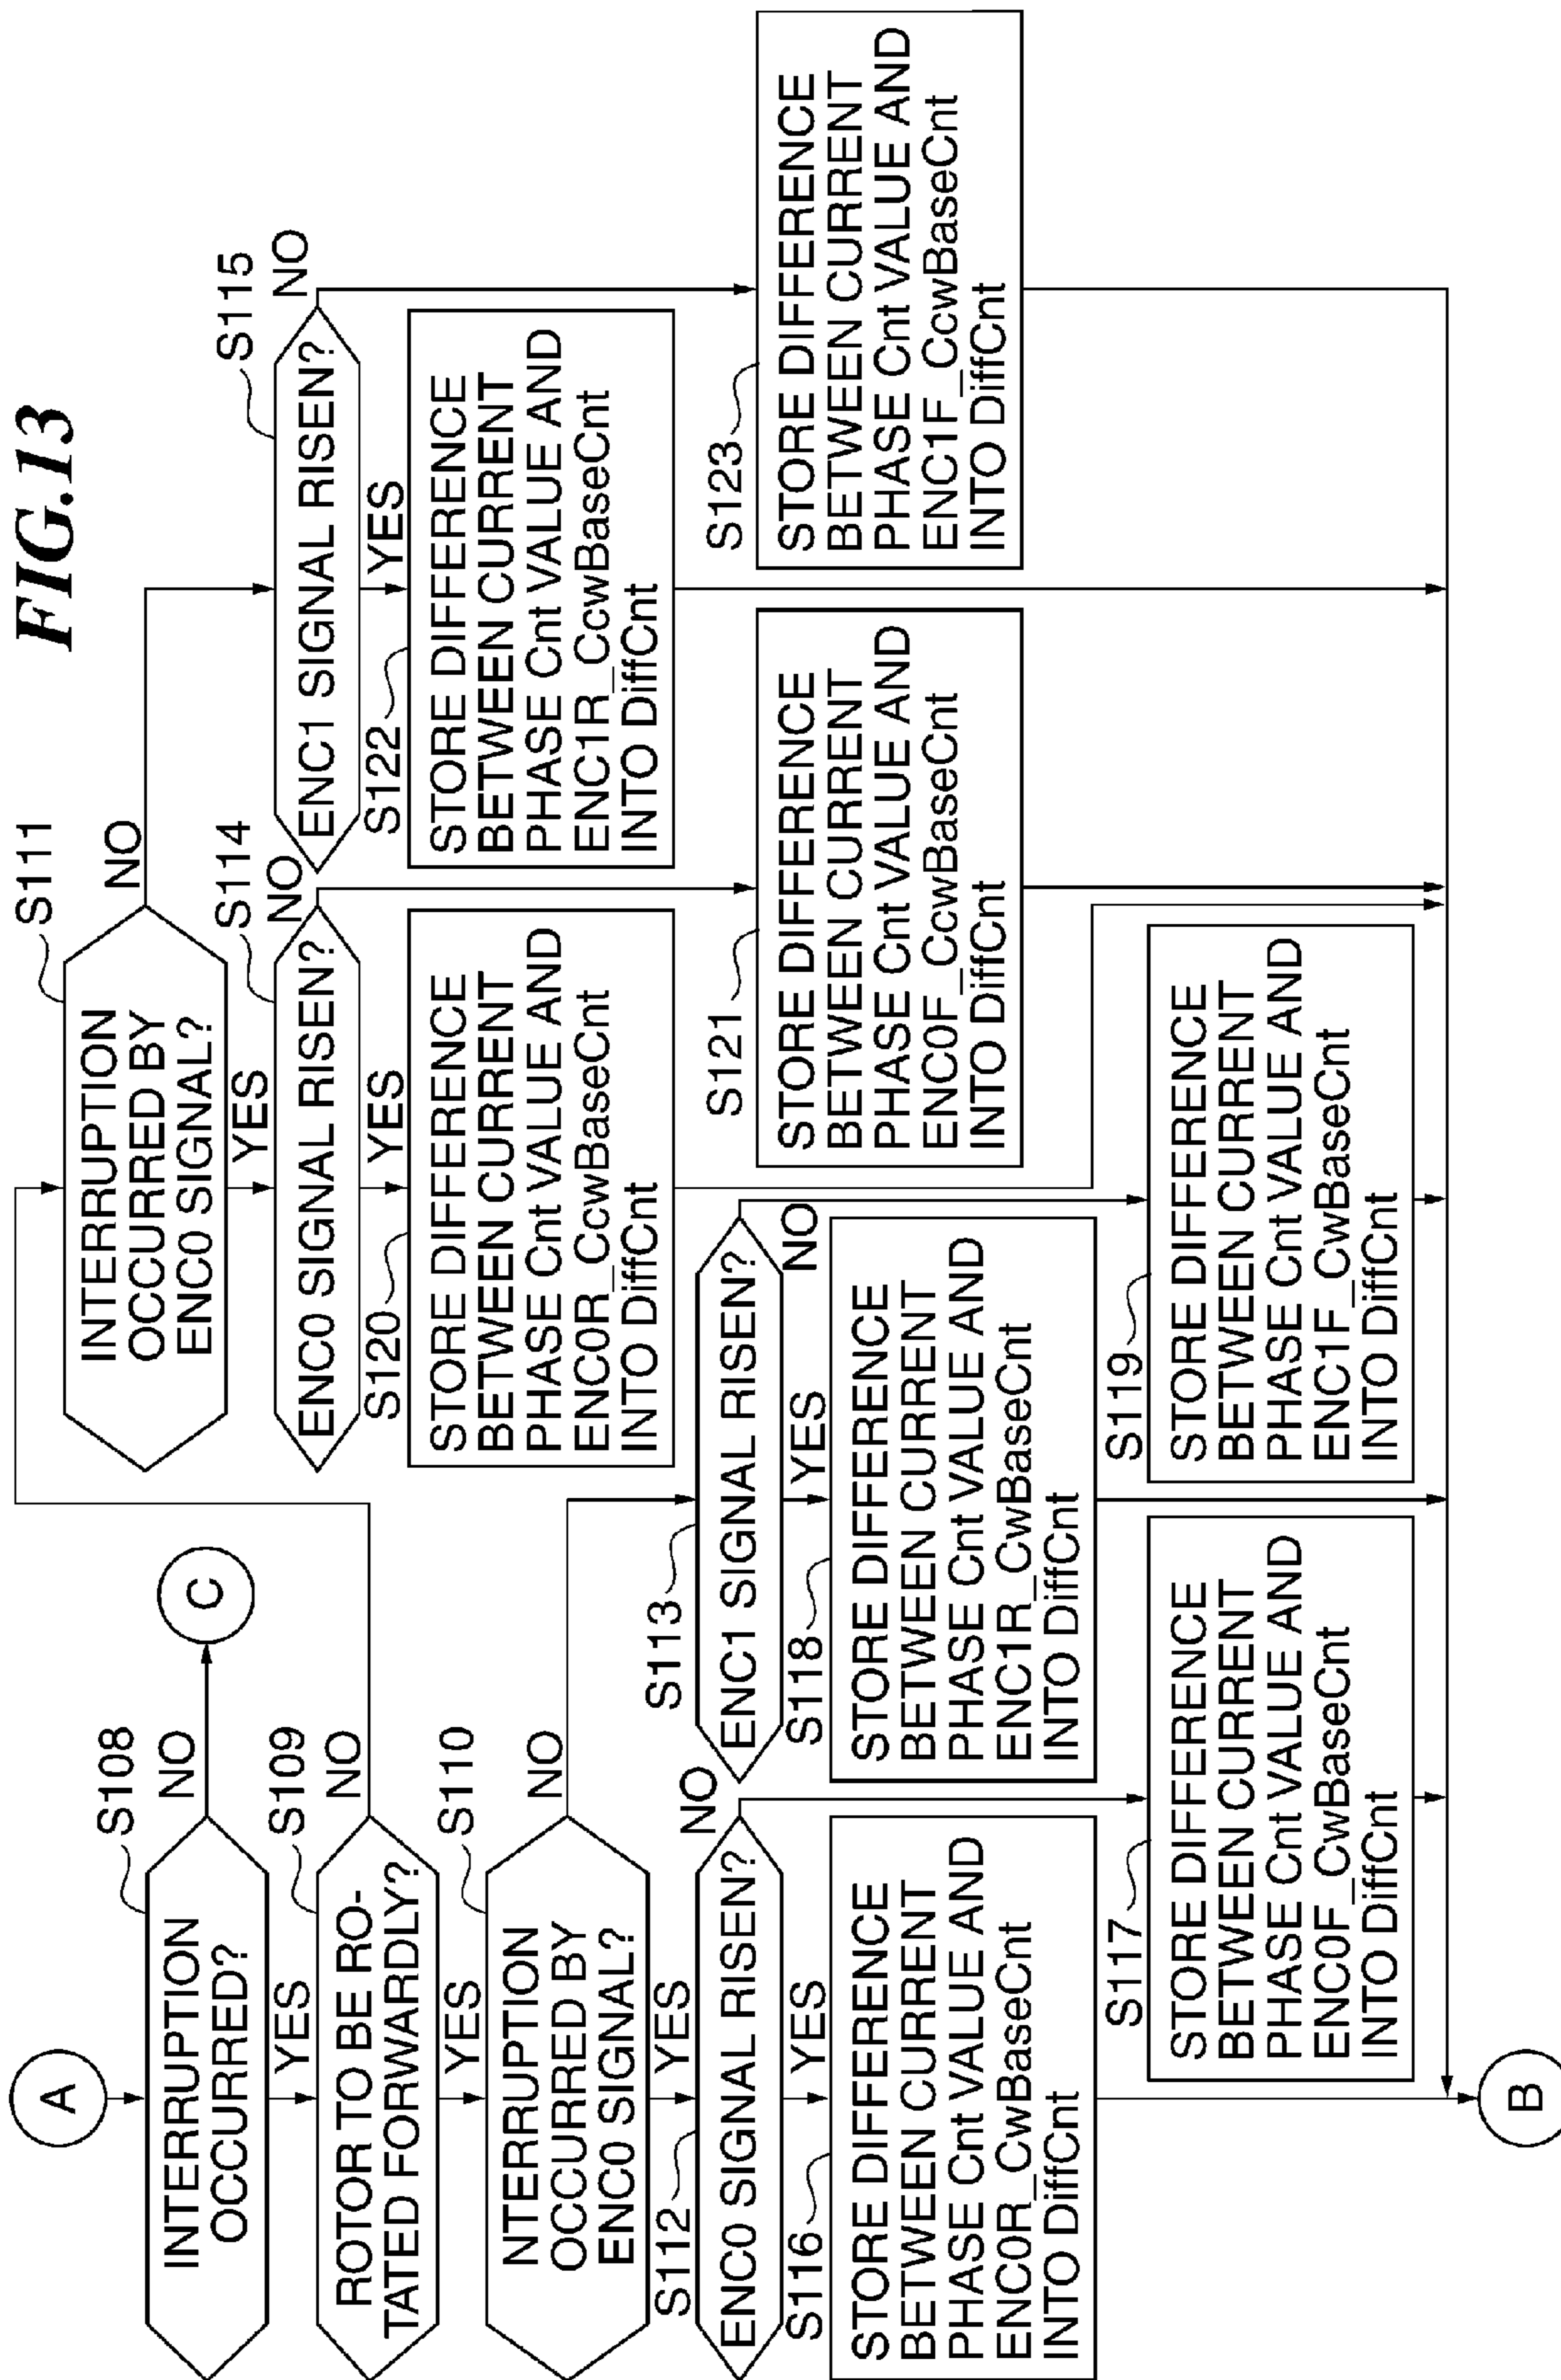 FIG.13
A
S108
INTERRUPTION
OCCURRED?
NO
C
YES
S109
ROTOR TO BE RO-
TATED FORWARDLY?
NO
YES
S110
NTERRUPTION
OCCURRED BY
ENC0 SIGNAL?
NO
YES
S111
INTERRUPTION
OCCURRED BY
ENC0 SIGNAL?
NO
YES
S112
ENC0 SIGNAL RISEN?
NO
YES
S113
ENC1 SIGNAL RISEN?
NO
YES
S114
ENC0 SIGNAL RISEN?
NO
YES
S115
ENC1 SIGNAL RISEN?
NO
YES
S116
STORE DIFFERENCE
BETWEEN CURRENT
PHASE Cnt VALUE AND
ENC0R_CwBaseCnt
INTO DiffCnt
S117
STORE DIFFERENCE
BETWEEN CURRENT
PHASE Cnt VALUE AND
ENC0F_CwBaseCnt
INTO DiffCnt
S118
STORE DIFFERENCE
BETWEEN CURRENT
PHASE Cnt VALUE AND
ENC1R_CwBaseCnt
INTO DiffCnt
S119
STORE DIFFERENCE
BETWEEN CURRENT
PHASE Cnt VALUE AND
ENC1F_CwBaseCnt
INTO DiffCnt
S120
STORE DIFFERENCE
BETWEEN CURRENT
PHASE Cnt VALUE AND
ENC0R_CcwBaseCnt
INTO DiffCnt
S121
STORE DIFFERENCE
BETWEEN CURRENT
PHASE Cnt VALUE AND
ENC0F_CcwBaseCnt
INTO DiffCnt
S122
STORE DIFFERENCE
BETWEEN CURRENT
PHASE Cnt VALUE AND
ENC1R_CcwBaseCnt
INTO DiffCnt
S123
STORE DIFFERENCE
BETWEEN CURRENT
PHASE Cnt VALUE AND
ENC1F_CcwBaseCnt
INTO DiffCnt
B